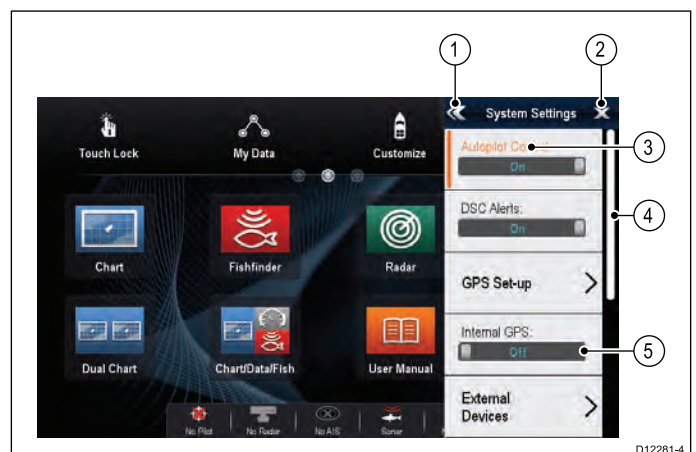 1 2
Touch Lock My Data Customize System Settings
3
Autopilot Control:
On
4
DSC Alerts:
On
Chart Fishfinder Radar
GPS Set-up
Internal GPS:
Off
5
Dual Chart Chart/Data/Fish User Manual
External
Devices
No Pilot No Radar No AIS Sonar
D12281-4